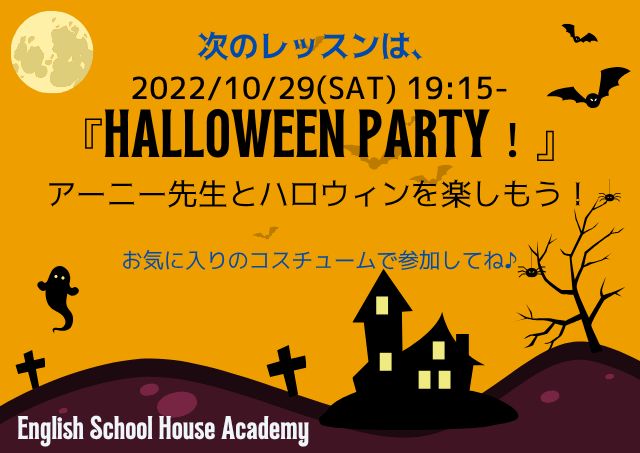 次のレッスンは、
2022/10/29(SAT) 19:15-
『HALLOWEEN PARTY！』
アーニー先生とハロウィンを楽しもう！
お気に入りのコスチュームで参加してね♪
English School House Academy